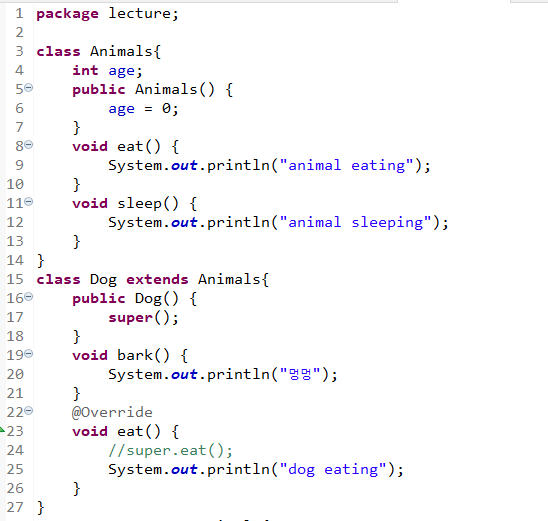 1 package lecture;
2
3 class Animals{
4     int age;
5     public Animals() {
6         age = 0;
7     }
8     void eat() {
9         System.out.println("animal eating");
10     }
11     void sleep() {
12         System.out.println("animal sleeping");
13     }
14 }
15 class Dog extends Animals{
16     public Dog() {
17         super();
18     }
19     void bark() {
20         System.out.println("멍멍");
21     }
22     @Override
23     void eat() {
24         //super.eat();
25         System.out.println("dog eating");
26     }
27 }